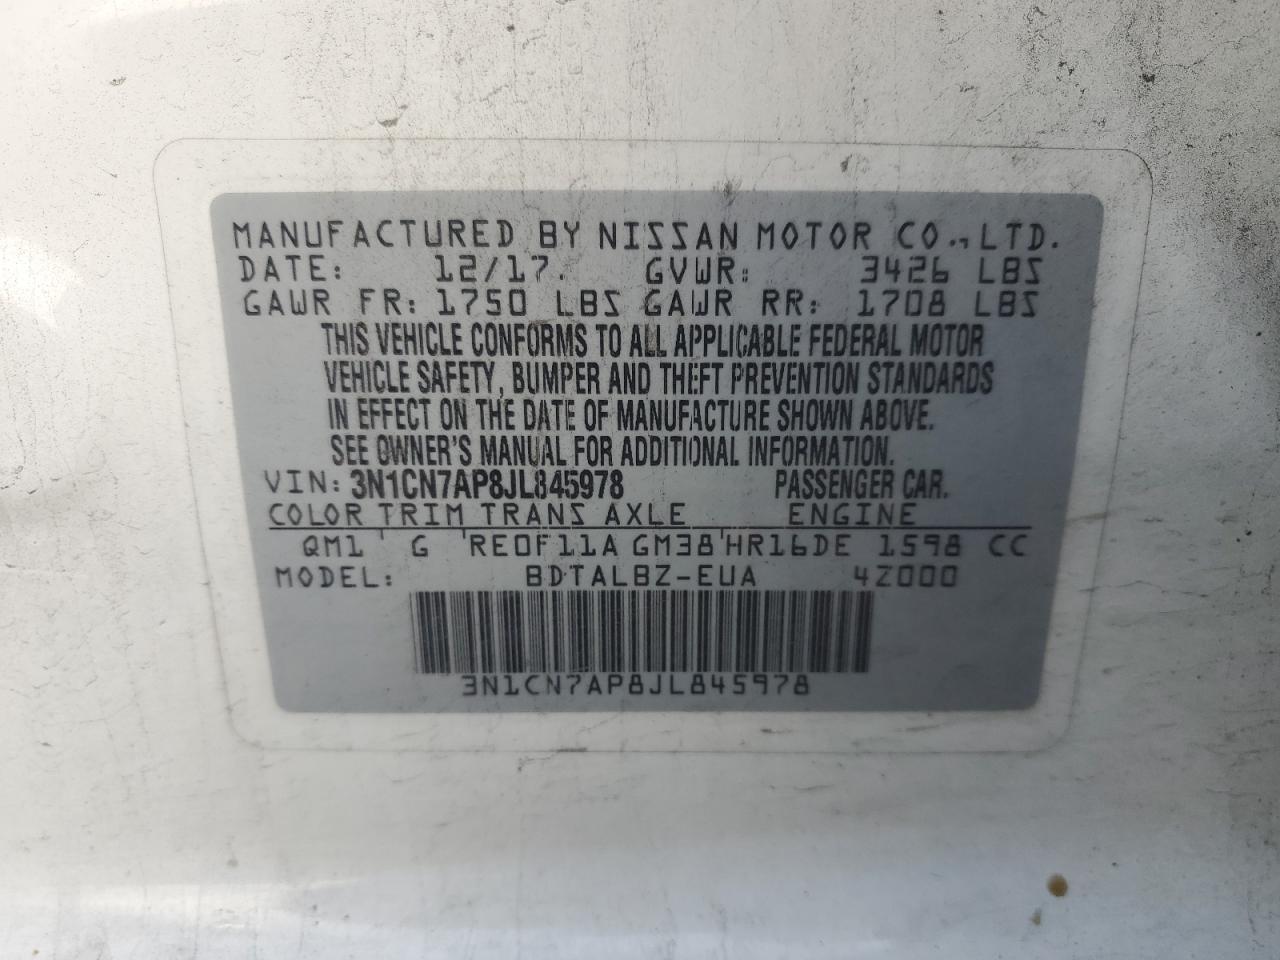 MANUFACTURED BY NISSAN MOTOR CO., LTD.
DATE: 12/17. GVWR: 3426 LBS
GAWR FR: 1750 LBS GAWR RR: 1708 LBS
THIS VEHICLE CONFORMS TO ALL APPLICABLE FEDERAL MOTOR
VEHICLE SAFETY, BUMPER AND THEFT PREVENTION STANDARDS
IN EFFECT ON THE DATE OF MANUFACTURE SHOWN ABOVE.
SEE OWNER'S MANUAL FOR ADDITIONAL INFORMATION.
VIN: 3N1CN7AP8JL845978 PASSENGER CAR.
COLOR TRIM TRANS AXLE ENGINE
QM1 G RE0F11A GM38 HR16DE 1598 CC
MODEL: BDTALBZ-EUA 4Z000
3N1CN7AP8JL845978